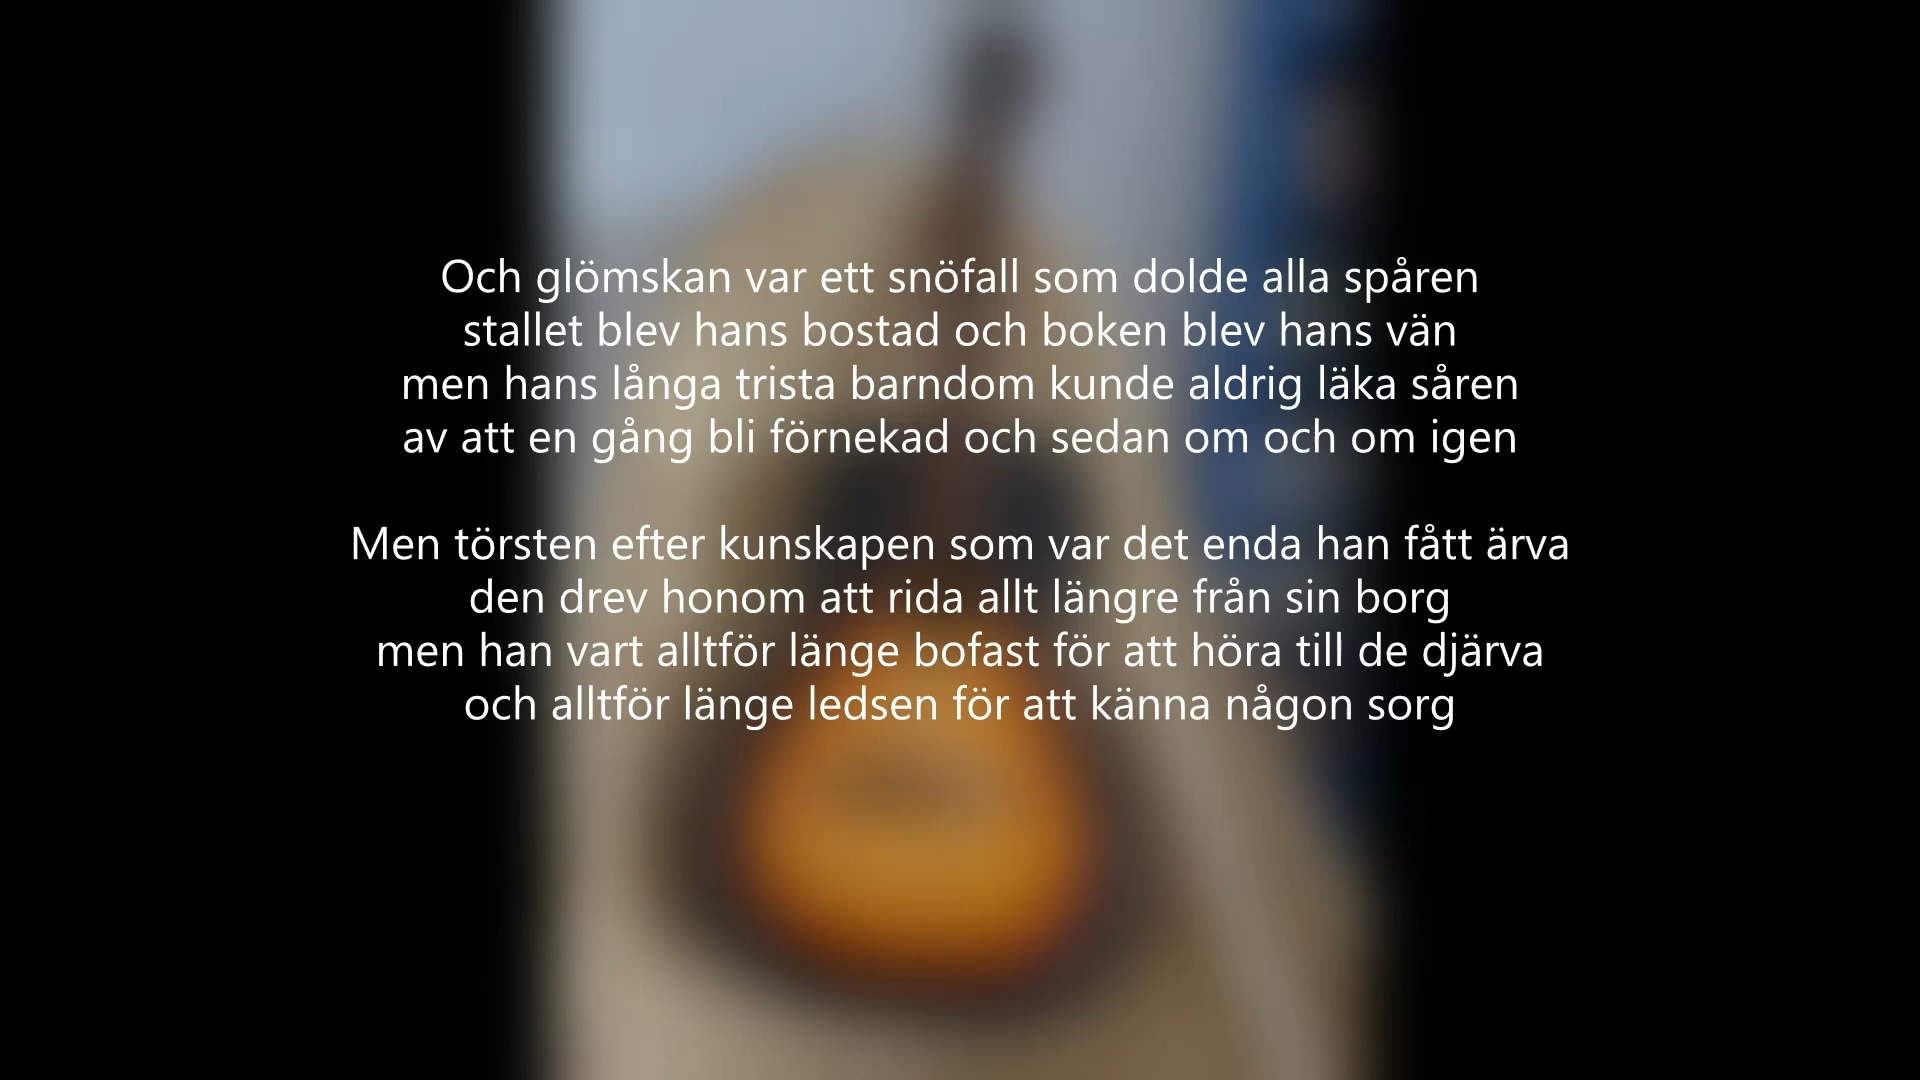 Och glömskan var ett snöfall som dolde alla spåren
stallet blev hans bostad och boken blev hans vän
men hans långa trista barndom kunde aldrig läka såren
av att en gång bli förnekad och sedan om och om igen
Men törsten efter kunskapen som var det enda han fått ärva
den drev honom att rida allt längre från sin borg
men han vart alltför länge bofast för att höra till de djärva
och alltför länge ledsen för att känna någon sorg